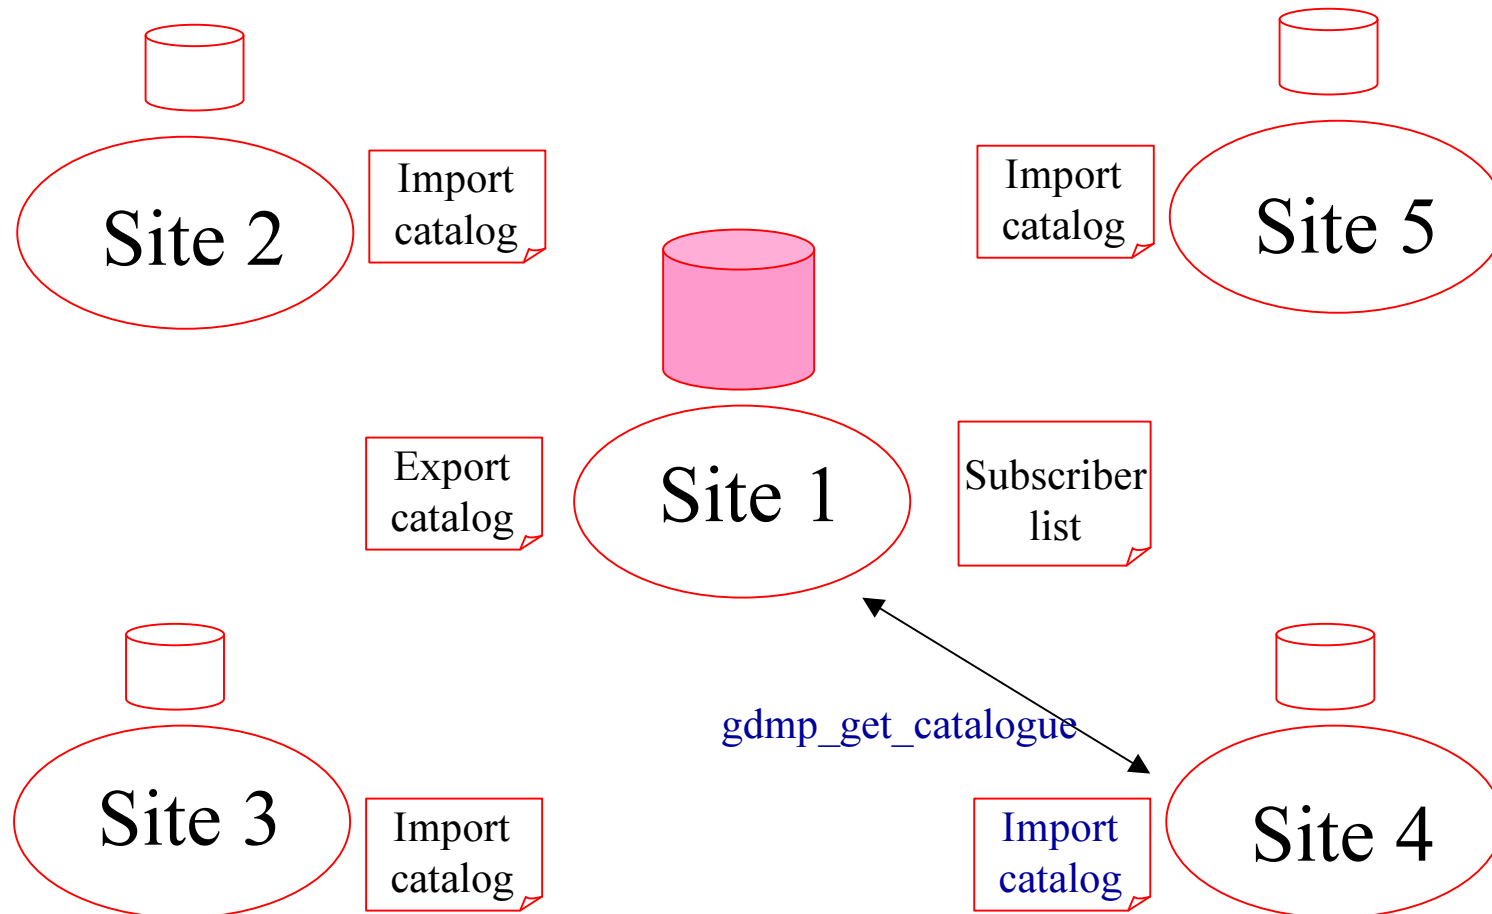 Site 2
Import
catalog
Import
catalog
Site 5
Export
catalog
Site 1
Subscriber
list
gdmp_get_catalogue
Site 3
Import
catalog
Import
catalog
Site 4